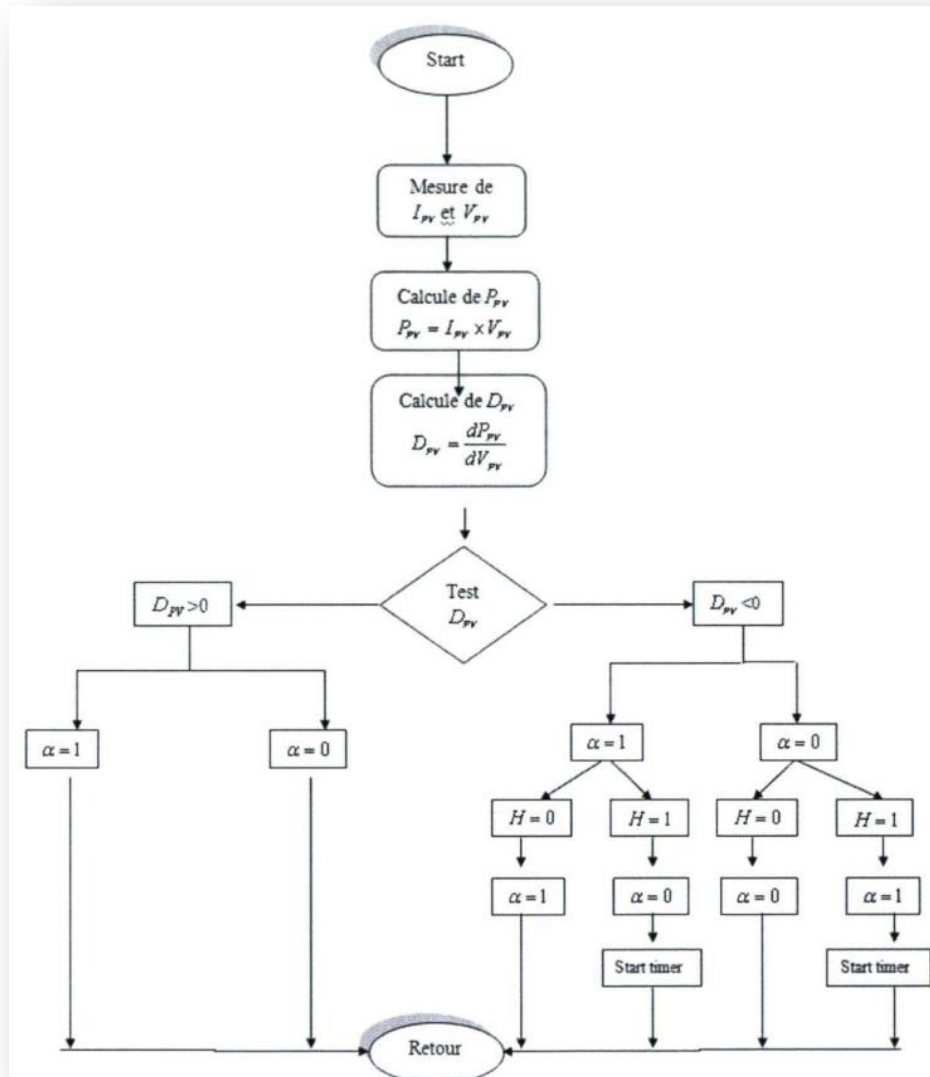 Start
Mesure de
I_pv et V_pv
Calcule de P_pv
P_pv = I_pv × V_pv
Calcule de D_pv
D_pv = dP_pv / dV_pv
Test
D_pv
D_PV >0
D_pv <0
α = 1
α = 0
α = 1
α = 0
H = 0
H = 1
H = 0
H = 1
α = 1
α = 0
α = 0
α = 1
Start timer
Start timer
Retour